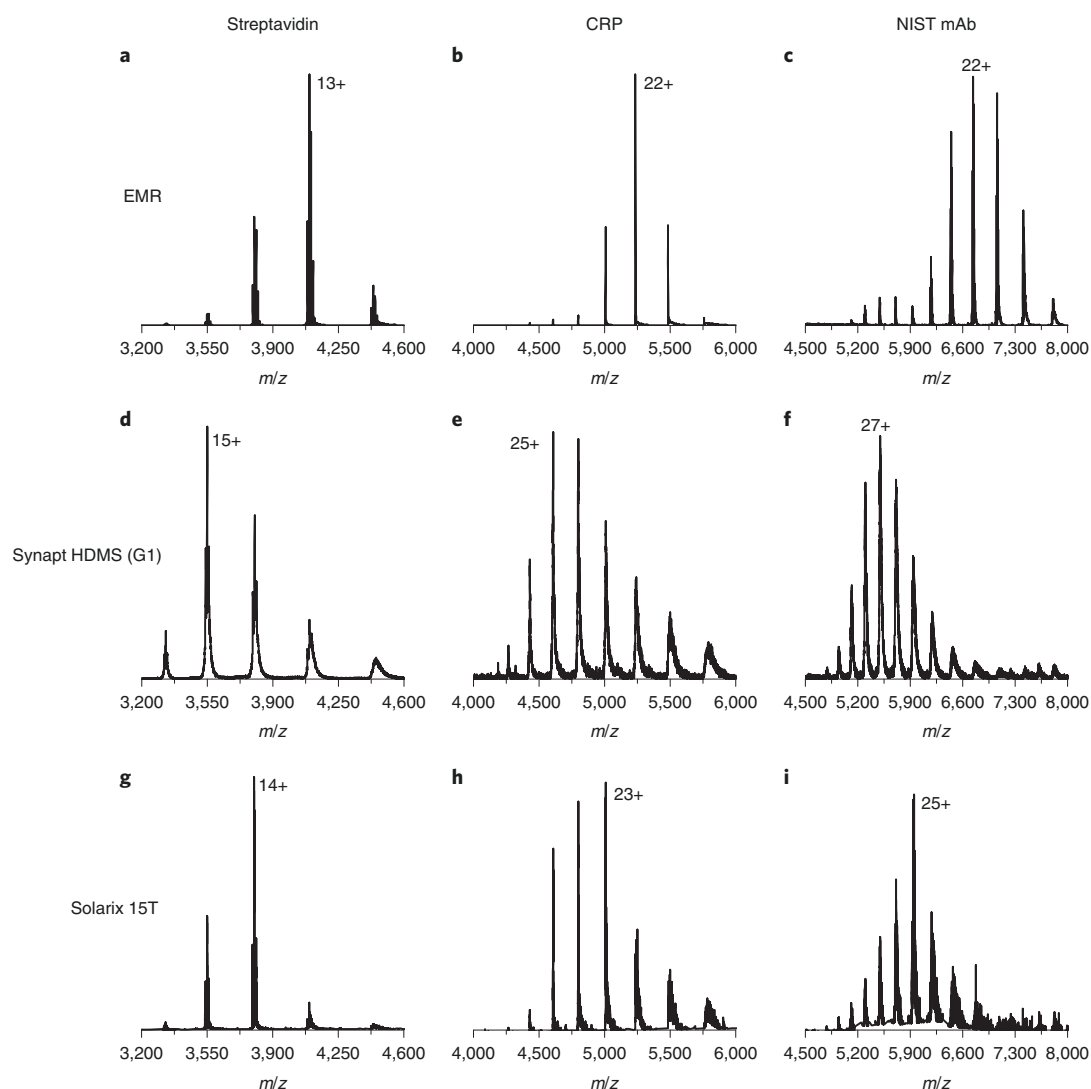 Streptavidin CRP NIST mAb
a b c
13+ 22+ 22+
EMR
3,200 3,550 3,900 4,250 4,600 4,000 4,500 5,000 5,500 6,000 4,500 5,200 5,900 6,600 7,300 8,000
m/z m/z m/z
d e f
15+ 25+ 27+
Synapt HDMS (G1)
3,200 3,550 3,900 4,250 4,600 4,000 4,500 5,000 5,500 6,000 4,500 5,200 5,900 6,600 7,300 8,000
m/z m/z m/z
g h i
14+ 23+ 25+
Solarix 15T
3,200 3,550 3,900 4,250 4,600 4,000 4,500 5,000 5,500 6,000 4,500 5,200 5,900 6,600 7,300 8,000
m/z m/z m/z